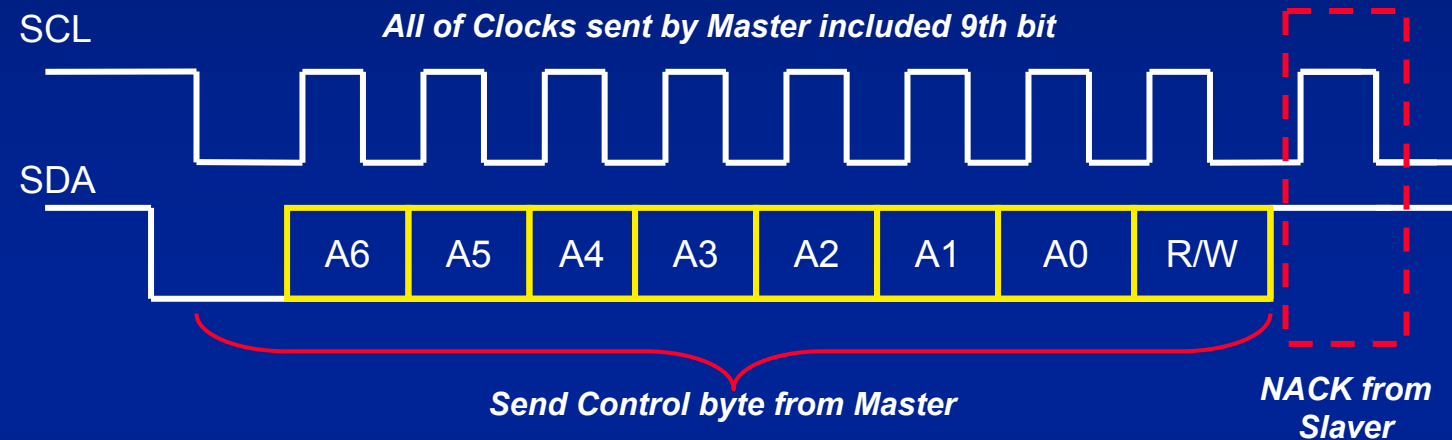 SCL
All of Clocks sent by Master included 9th bit
SDA
A6 A5 A4 A3 A2 A1 A0 R/W
Send Control byte from Master
NACK from
Slaver